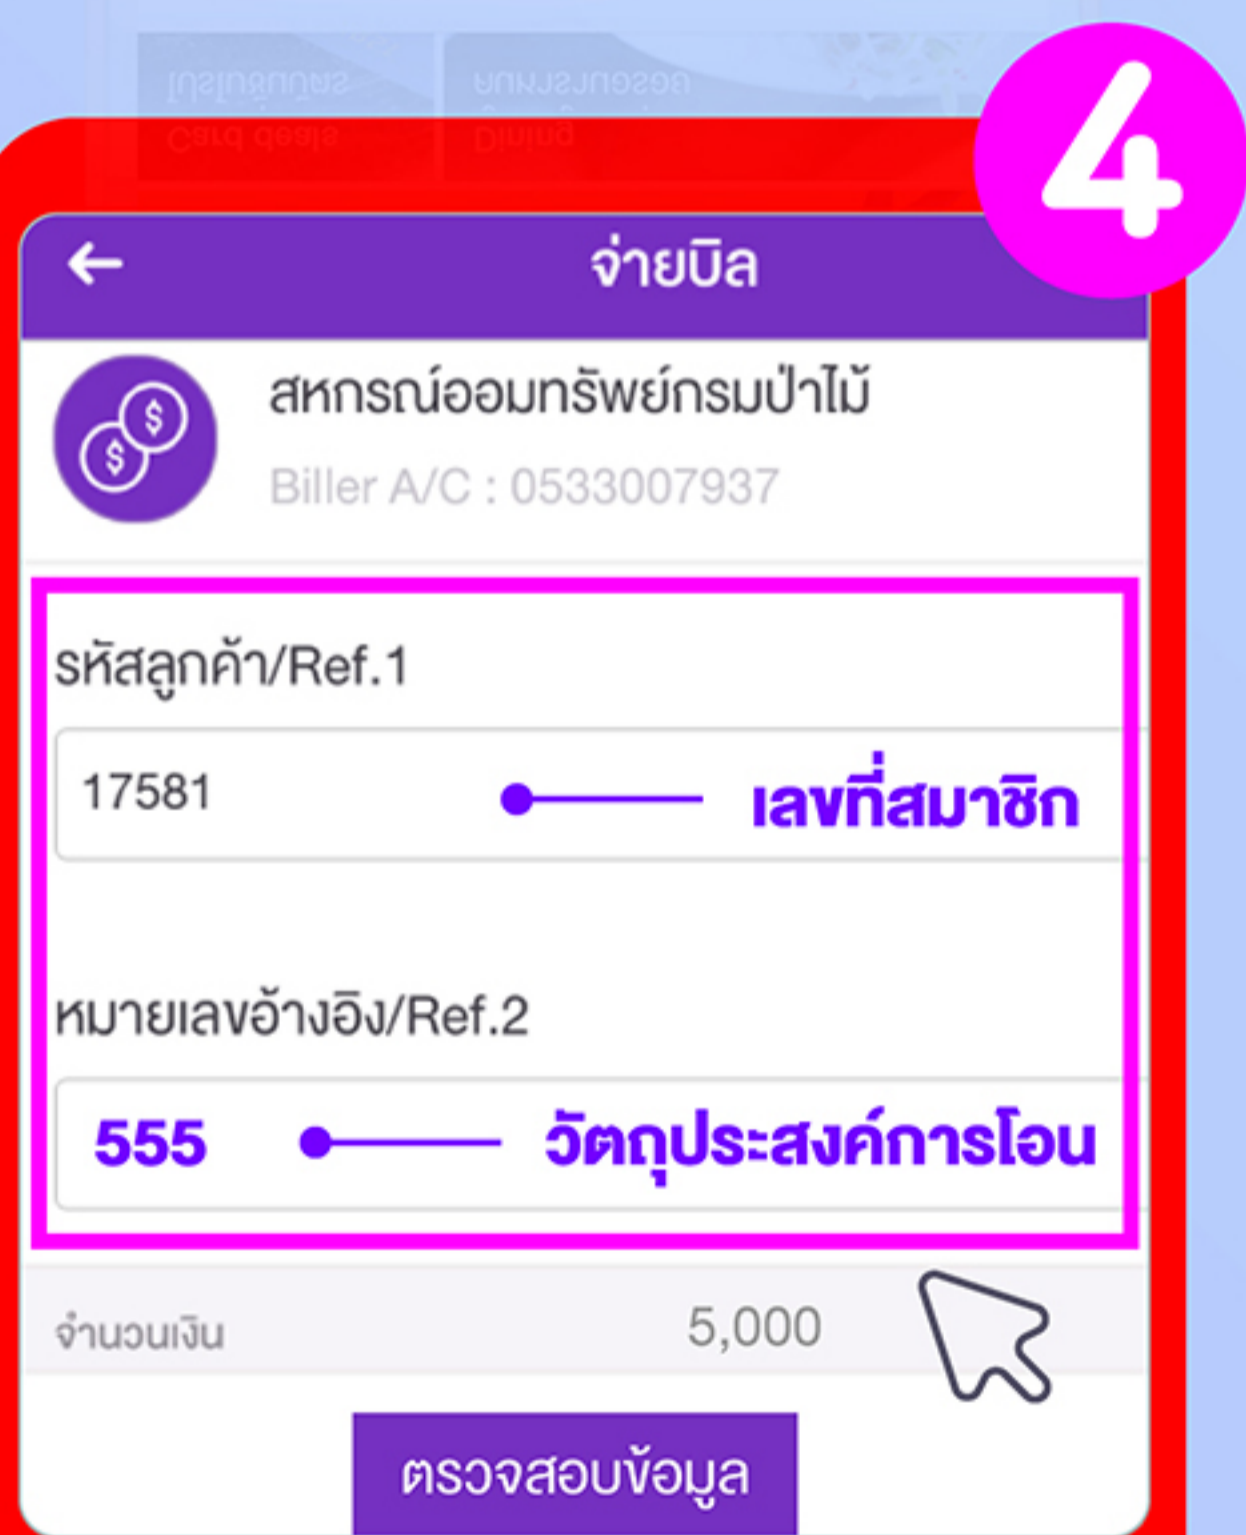 4
จ่ายบิล
สหกรณ์ออมทรัพย์กรมป่าไม้
Biller A/C : 0533007937
รหัสลูกค้า/Ref.1
17581 เลขที่สมาชิก
หมายเลขอ้างอิง/Ref.2
555 วัตถุประสงค์การโอน
จำนวนเงิน 5,000
ตรวจสอบข้อมูล